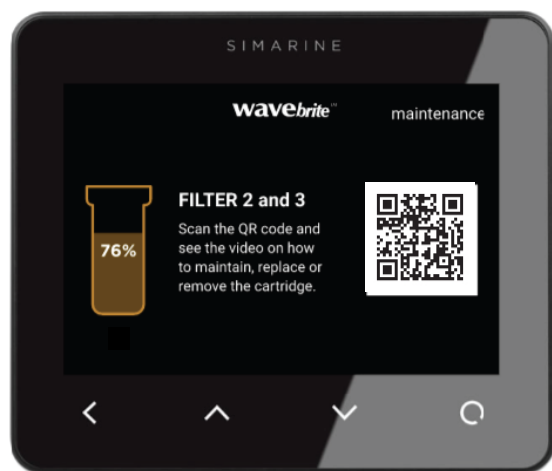 SIMARINE
wavebrite™
maintenance
FILTER 2 and 3
Scan the QR code and
see the video on how
to maintain, replace or
remove the cartridge.
76%